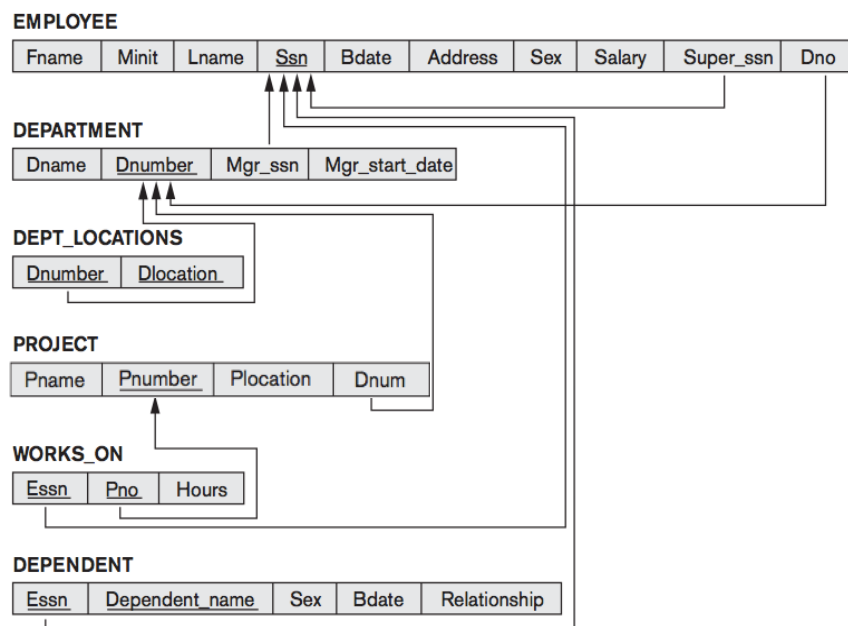 EMPLOYEE
Fname Minit Lname Ssn Bdate Address Sex Salary Super_ssn Dno
DEPARTMENT
Dname Dnumber Mgr_ssn Mgr_start_date
DEPT_LOCATIONS
Dnumber Dlocation
PROJECT
Pname Pnumber Plocation Dnum
WORKS_ON
Essn Pno Hours
DEPENDENT
Essn Dependent_name Sex Bdate Relationship